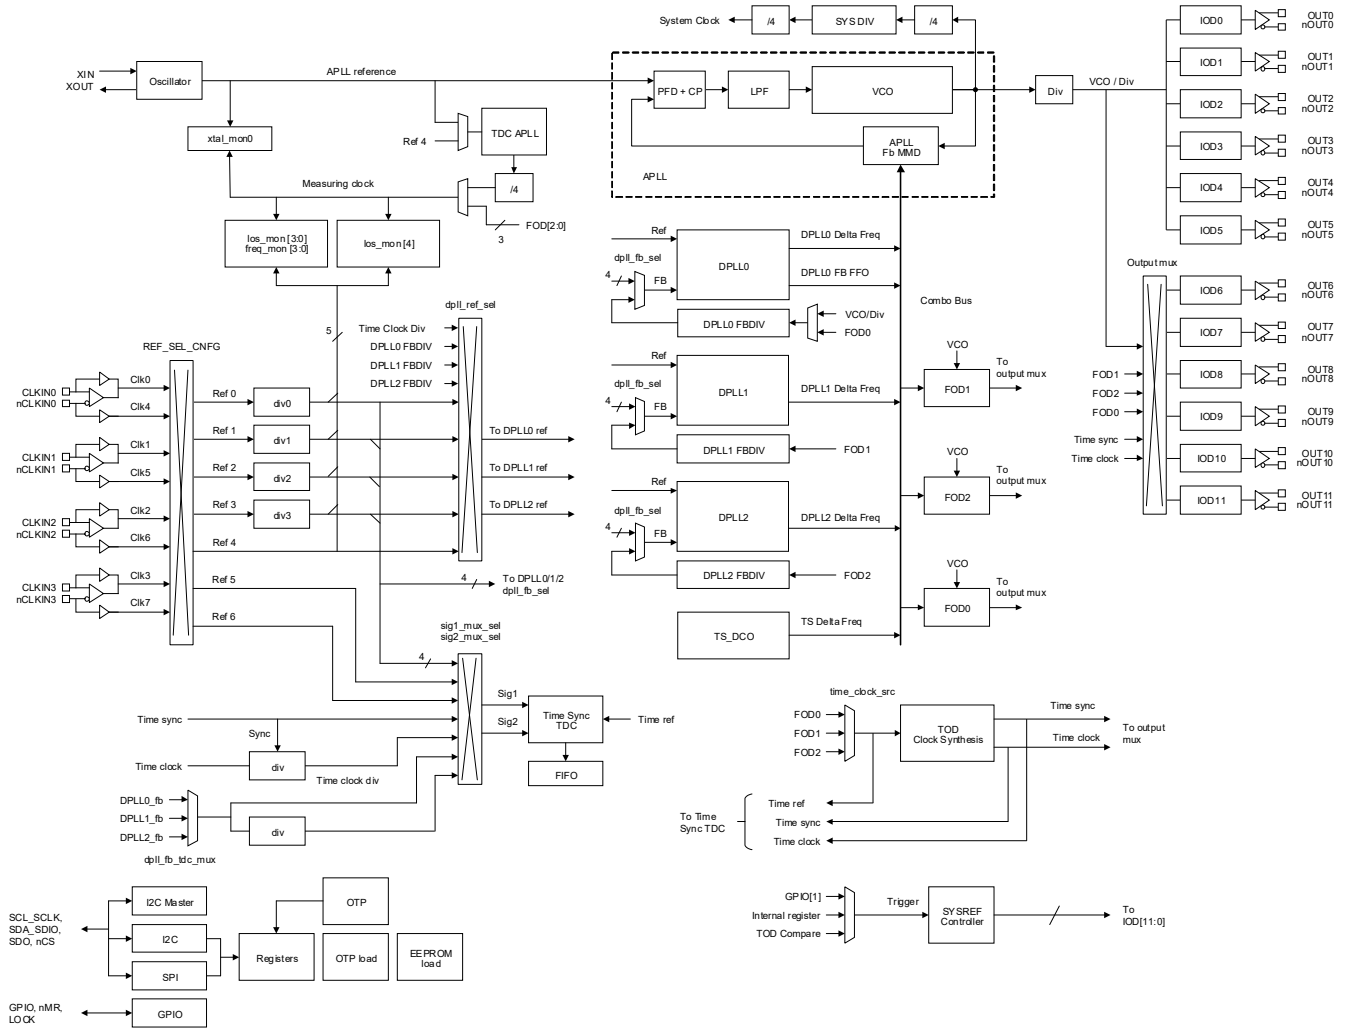 System Clock
/4
SYS DIV
/4
IOD0
OUT0
nOUT0
XIN
XOUT
Oscillator
APLL reference
PFD + CP
LPF
VCO
Div
VCO / Div
IOD1
OUT1
nOUT1
IOD2
OUT2
nOUT2
xtal_mon0
Ref 4
TDC APLL
APLL
Fb MMD
APLL
IOD3
OUT3
nOUT3
Measuring clock
/4
IOD4
OUT4
nOUT4
los_mon [3:0]
freq_mon [3:0]
los_mon [4]
FOD[2:0]
3
IOD5
OUT5
nOUT5
Ref
DPLL0
DPLL0 Delta Freq
dpll_fb_sel
4
FB
DPLL0 FB FFO
Output mux
IOD6
OUT6
nOUT6
DPLL0 FBDIV
VCO/Div
FOD0
Combo Bus
IOD7
OUT7
nOUT7
5
dpll_ref_sel
Time Clock Div
DPLL0 FBDIV
DPLL1 FBDIV
DPLL2 FBDIV
REF_SEL_CNFG
Ref
DPLL1
DPLL1 Delta Freq
dpll_fb_sel
4
FB
VCO
FOD1
To
output mux
FOD1
FOD2
FOD0
Time sync
Time clock
IOD8
OUT8
nOUT8
IOD9
OUT9
nOUT9
CLKIN0
nCLKIN0
Clk0
Clk4
Ref 0
div0
CLKIN1
nCLKIN1
Clk1
Clk5
Ref 1
div1
To DPLL0 ref
DPLL1 FBDIV
FOD1
VCO
FOD2
To
output mux
IOD10
OUT10
nOUT10
Ref 2
div2
To DPLL1 ref
Ref
DPLL2
DPLL2 Delta Freq
dpll_fb_sel
4
FB
IOD11
OUT11
nOUT11
CLKIN2
nCLKIN2
Clk2
Clk6
Ref 3
div3
To DPLL2 ref
Ref 4
CLKIN3
nCLKIN3
Clk3
Clk7
Ref 5
4
To DPLL0/1/2
dpll_fb_sel
DPLL2 FBDIV
FOD2
VCO
FOD0
To
output mux
Ref 6
sig1_mux_sel
sig2_mux_sel
4
TS_DCO
TS Delta Freq
Time sync
Sync
Time clock
div
Time clock div
Sig1
Sig2
Time Sync
TDC
Time ref
FIFO
time_clock_src
FOD0
FOD1
FOD2
TOD
Clock Synthesis
Time sync
Time clock
To output
mux
DPLL0_fb
DPLL1_fb
DPLL2_fb
div
dpll_fb_tdc_mux
To Time
Sync TDC
Time ref
Time sync
Time clock
SCL_SCLK,
SDA_SDIO,
SDO, nCS
I2C Master
I2C
SPI
OTP
Registers
OTP load
EEPROM
load
GPIO[1]
Internal register
TOD Compare
Trigger
SYSREF
Controller
To
IOD[11:0]
GPIO, nMR,
LOCK
GPIO